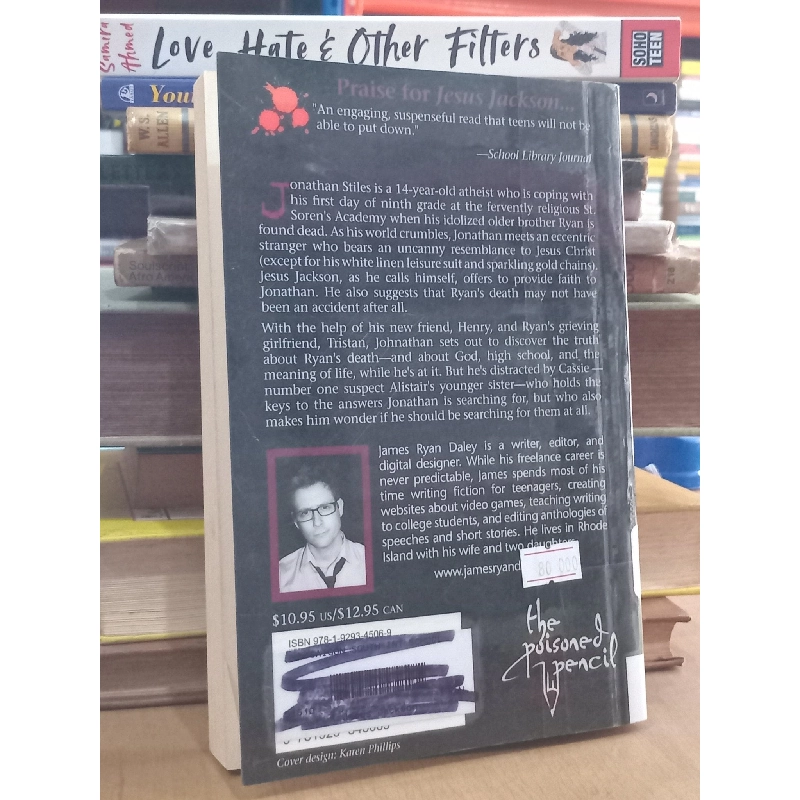 Samira Ahmed
Love, Hate & Other Filters
SOHO TEEN
You
W. S. ALLEN
Praise for Jesus Jackson...
"An engaging, suspenseful read that teens will not be
able to put down."
—School Library Journal
Jonathan Stiles is a 14-year-old atheist who is coping with
his first day of ninth grade at the fervently religious St.
Soren's Academy when his idolized older brother Ryan is
found dead. As his world crumbles, Jonathan meets an eccentric
stranger who bears an uncanny resemblance to Jesus Christ
(except for his white linen leisure suit and sparkling gold chains).
Jesus Jackson, as he calls himself, offers to provide faith to
Jonathan. He also suggests that Ryan's death may not have
been an accident after all.
With the help of his new friend, Henry, and Ryan's grieving
girlfriend, Tristan, Johnathan sets out to discover the truth
about Ryan's death—and about God, high school, and the
meaning of life, while he's at it. But he's distracted by Cassie—
number one suspect Alistair's younger sister—who holds the
keys to the answers Jonathan is searching for, but who also
makes him wonder if he should be searching for them at all.
James Ryan Daley is a writer, editor, and
digital designer. While his freelance career is
never predictable, James spends most of his
time writing fiction for teenagers, creating
websites about video games, teaching writing
to college students, and editing anthologies of
speeches and short stories. He lives in Rhode
Island with his wife and two daughters.
www.jamesryand
80 000
$10.95 US/$12.95 CAN
ISBN 978-1-9293-4506-9
the
poisoned
pencil
Cover design: Karen Phillips